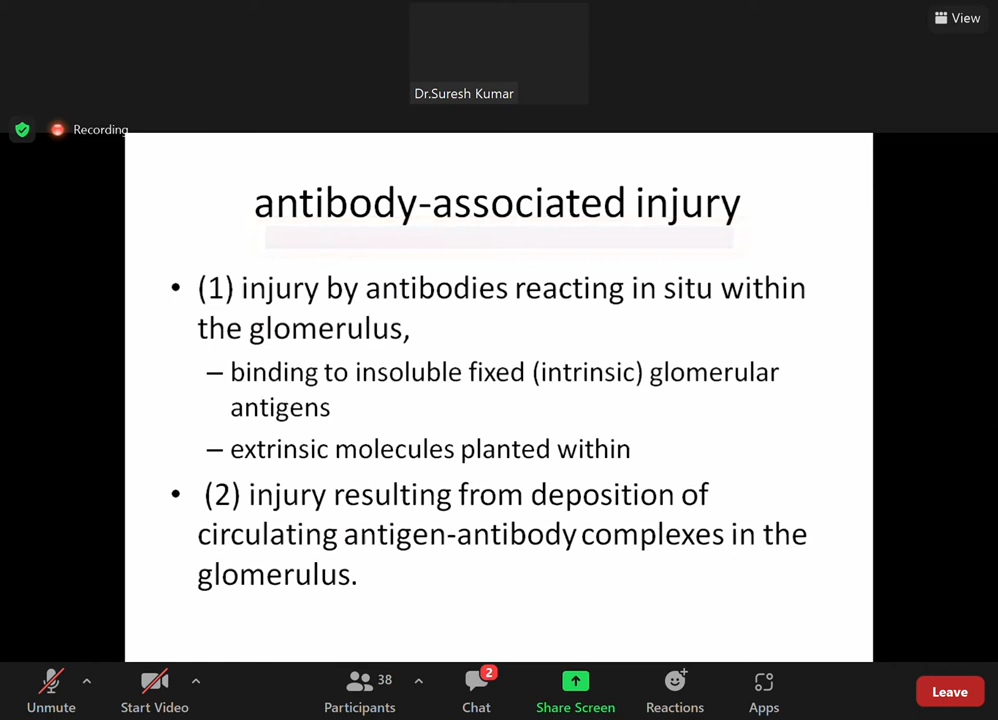 View
Dr.Suresh Kumar
Recording
antibody-associated injury
• (1) injury by antibodies reacting in situ within
the glomerulus,
– binding to insoluble fixed (intrinsic) glomerular
antigens
– extrinsic molecules planted within
• (2) injury resulting from deposition of
circulating antigen-antibody complexes in the
glomerulus.
38
2
Unmute
Start Video
Participants
Chat
Share Screen
Reactions
Apps
Leave